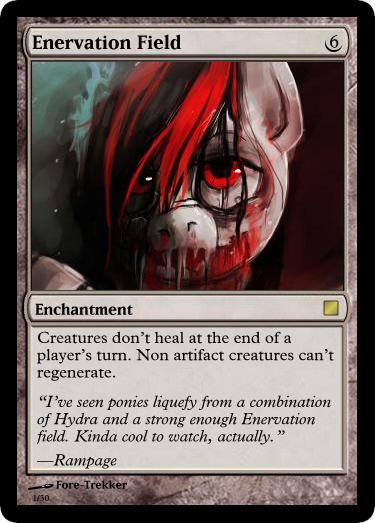 Enervation Field 6
Enchantment
Creatures don't heal at the end of a
player's turn. Non artifact creatures can't
regenerate.
"I've seen ponies liquefy from a combination
of Hydra and a strong enough Enervation
field. Kinda cool to watch, actually."
—Rampage
Fore-Trekker
1/30